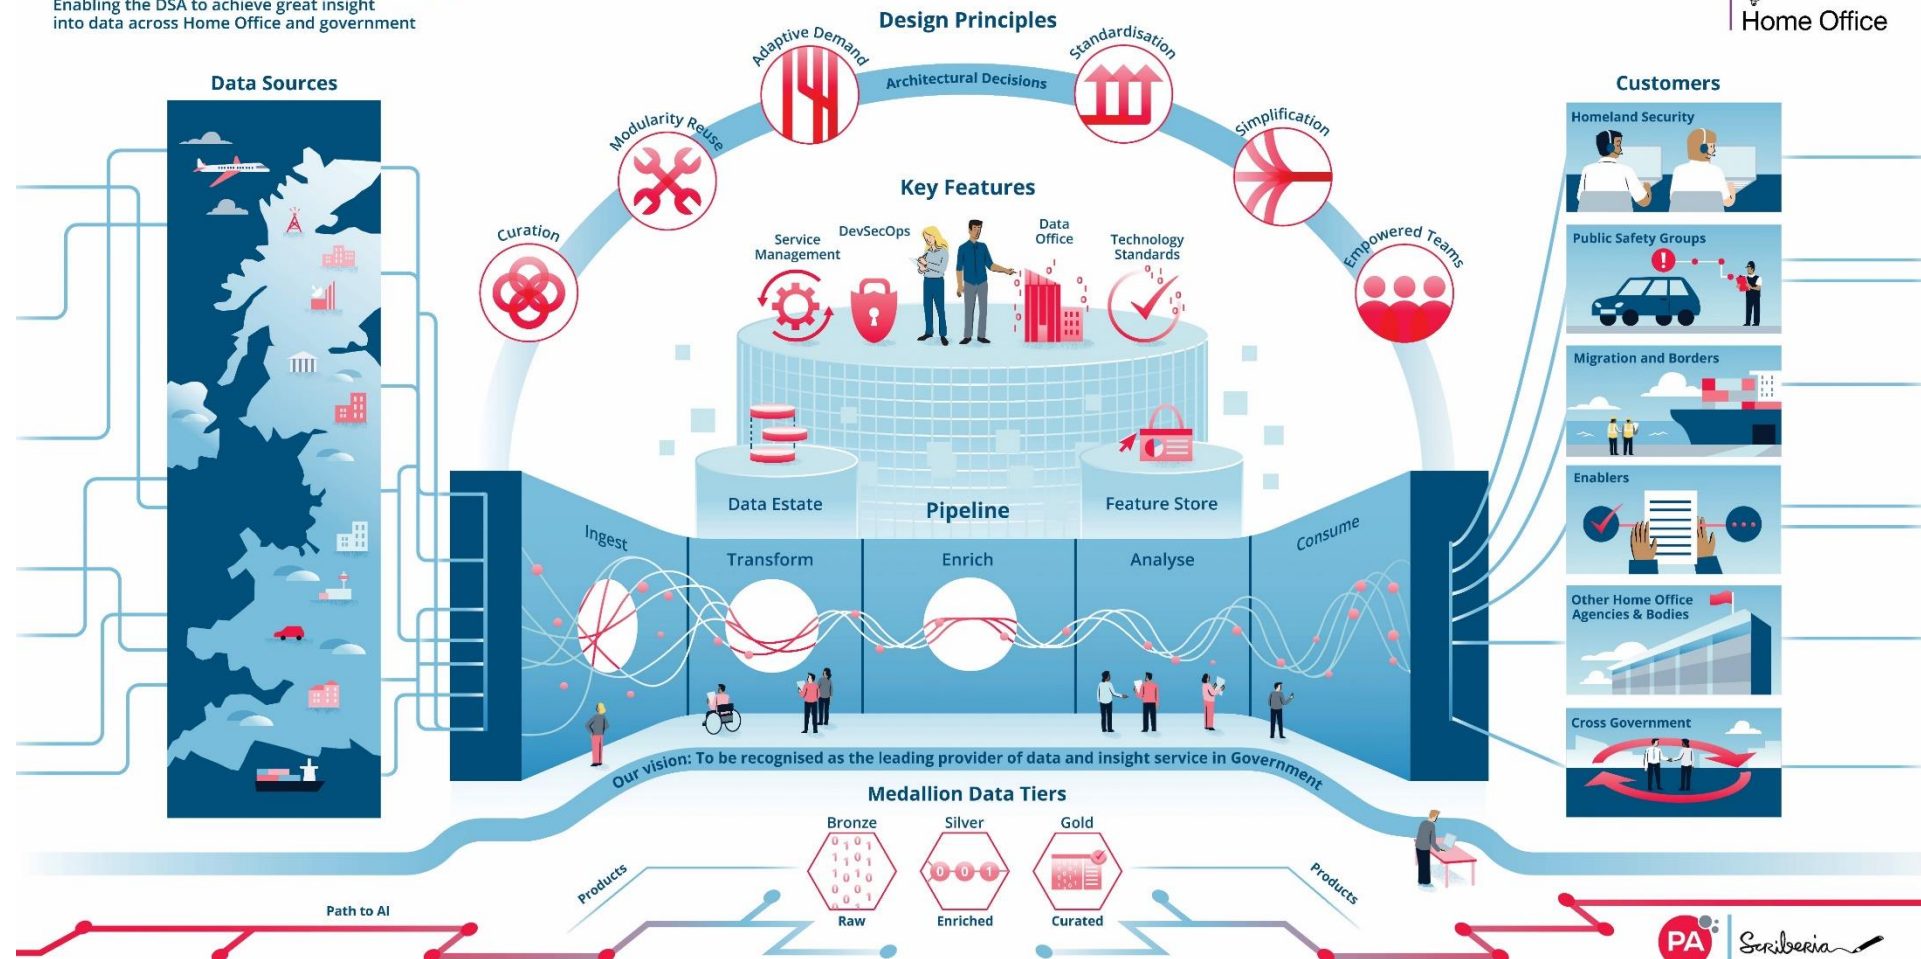 Enabling the DSA to achieve great insight
into data across Home Office and government
Home Office
Design Principles
Architectural Decisions
Curation
Modularity Reuse
Adaptive Demand
Standardisation
Simplification
Empowered Teams
Data Sources
Key Features
Service
Management
DevSecOps
Data
Office
Technology
Standards
Data Estate
Pipeline
Feature Store
Ingest
Transform
Enrich
Analyse
Consume
Our vision: To be recognised as the leading provider of data and insight service in Government
Customers
Homeland Security
Public Safety Groups
Migration and Borders
Enablers
Other Home Office
Agencies & Bodies
Cross Government
Medallion Data Tiers
Bronze
Silver
Gold
0 0 1
Raw
Enriched
Curated
Products
Products
Path to AI
PA
Scriberia